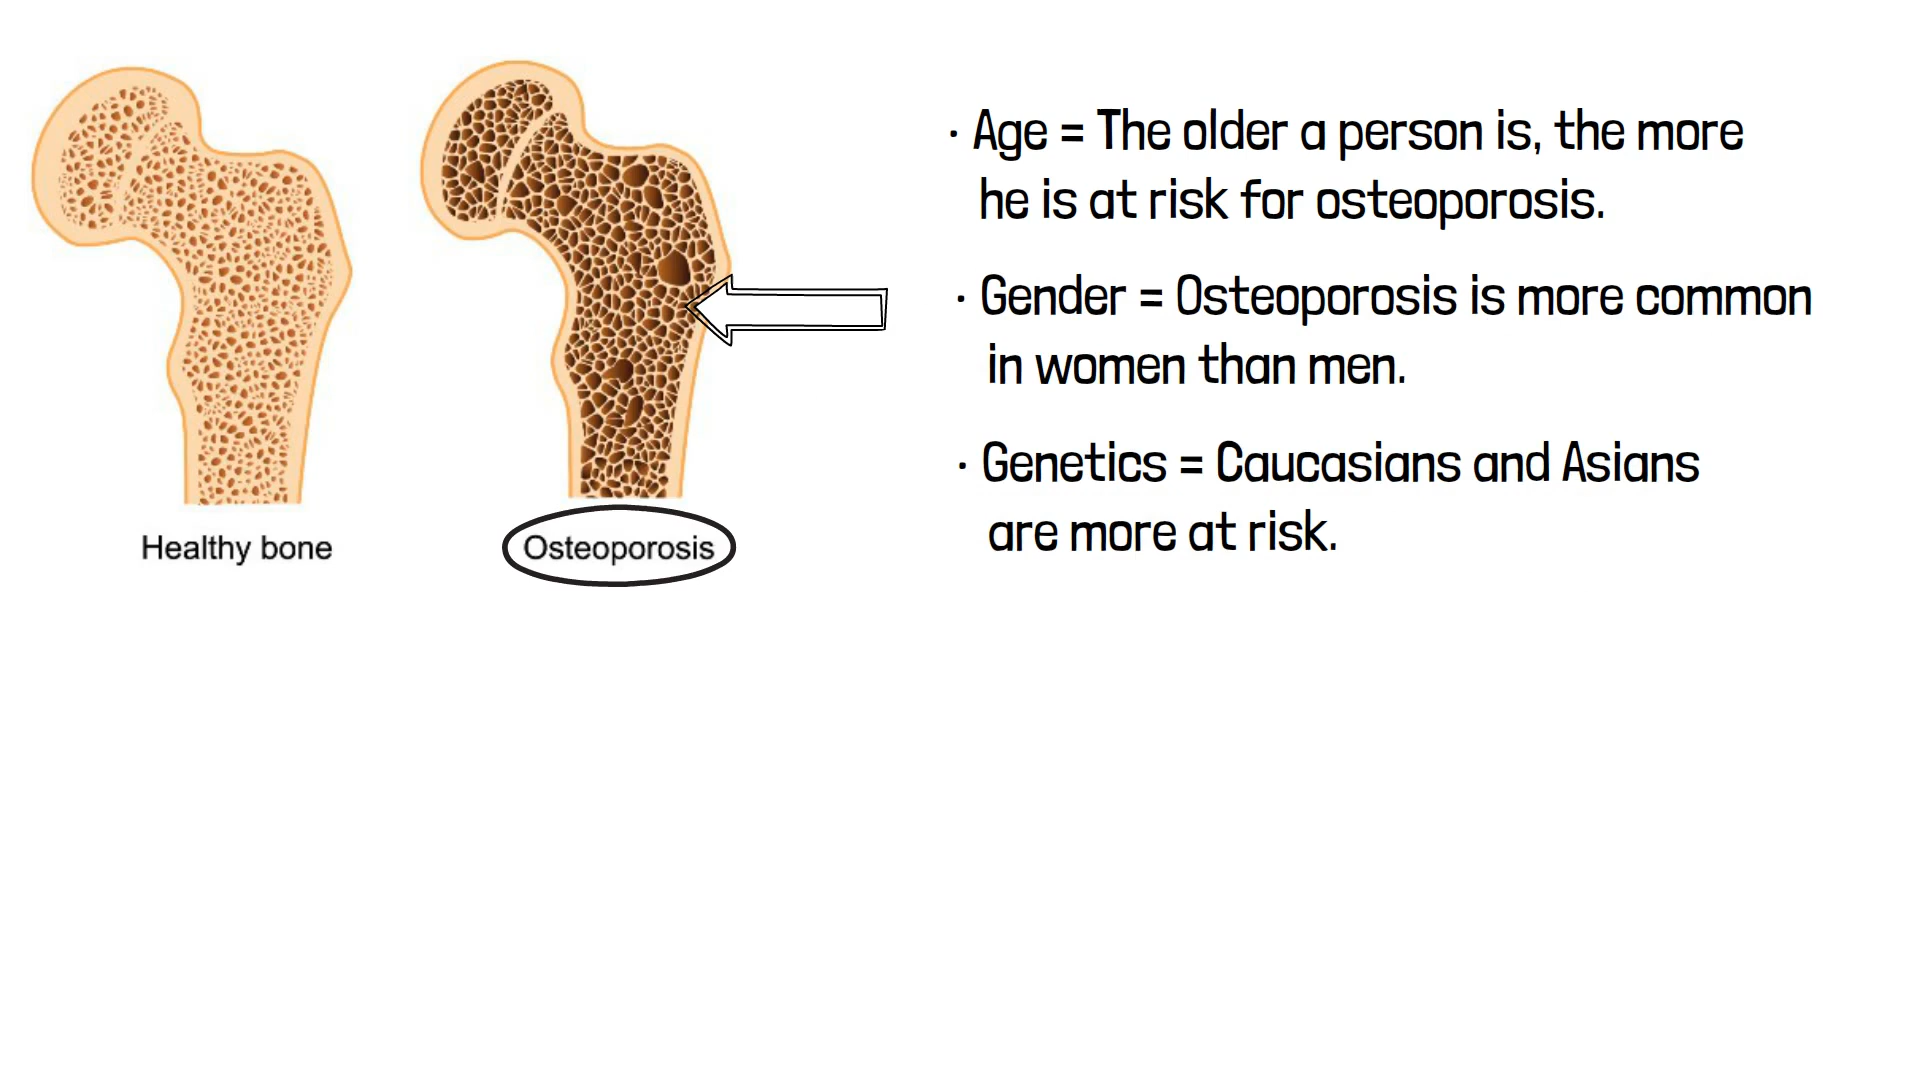 · Age = The older a person is, the more
he is at risk for osteoporosis.
· Gender = Osteoporosis is more common
in women than men.
· Genetics = Caucasians and Asians
are more at risk.
Healthy bone
Osteoporosis